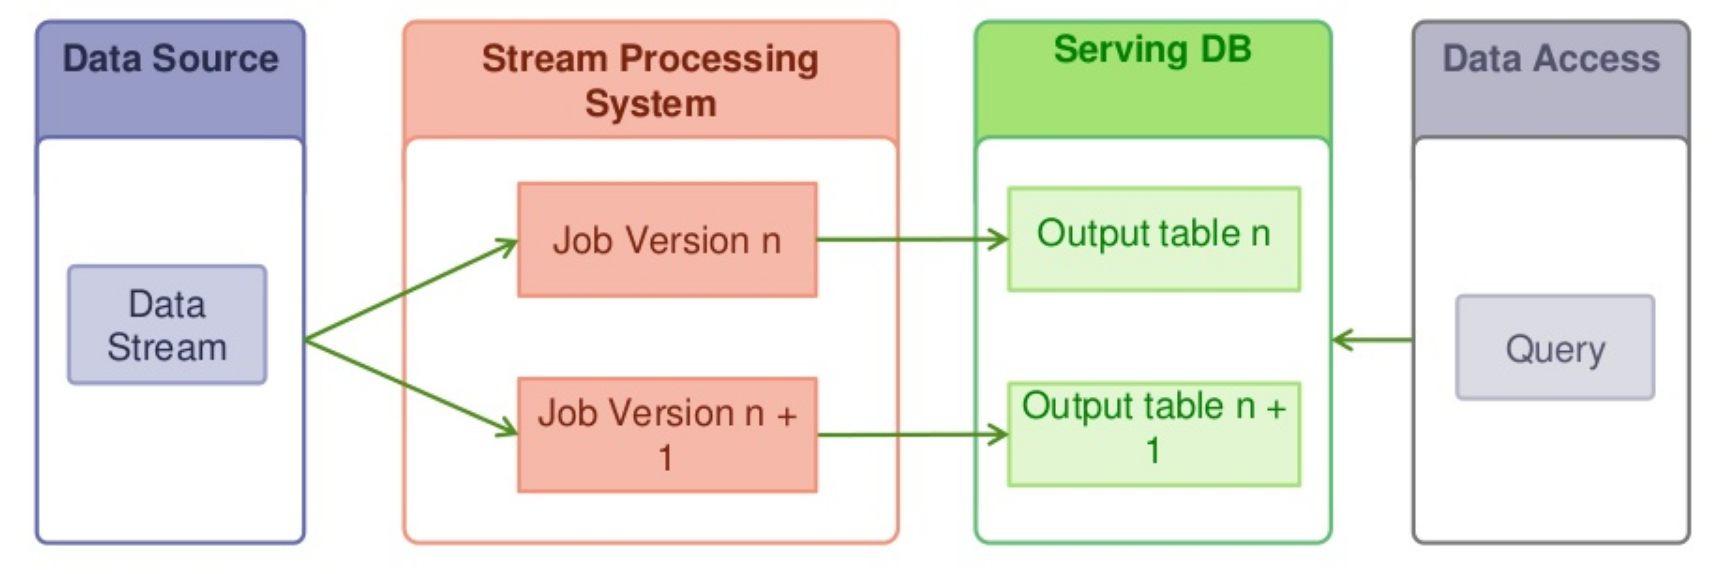 Data Source
Data
Stream
Stream Processing
System
Job Version n
Job Version n +
1
Serving DB
Output table n
Output table n +
1
Data Access
Query